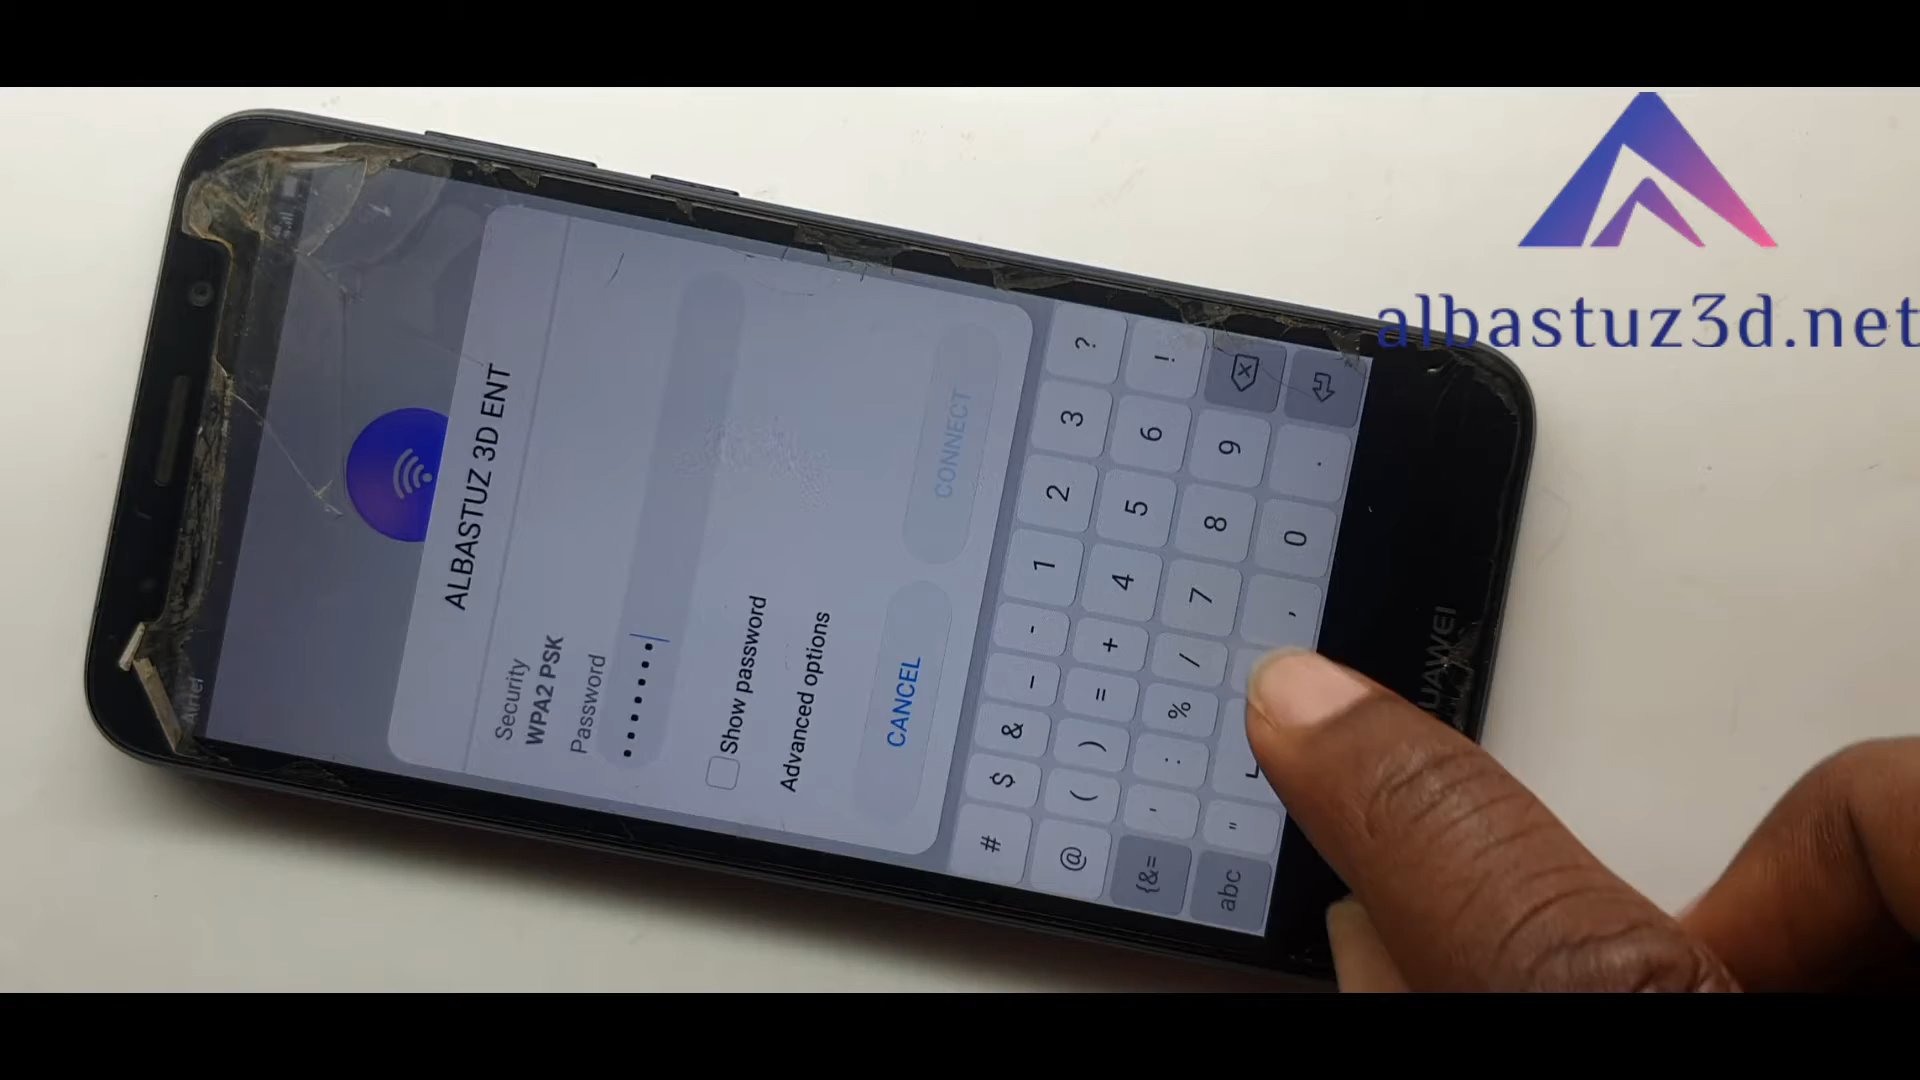 albastuz3d.net
Airtel
ALBASTUZ 3D ENT
Security
WPA2 PSK
Password
•••••••
Show password
Advanced options
CANCEL
CONNECT
# $ & _ - 1 2 3 ?
@ ( ) = + 4 5 6 !
{&= ' : % / 7 8 9
abc " , 0 .
HUAWEI